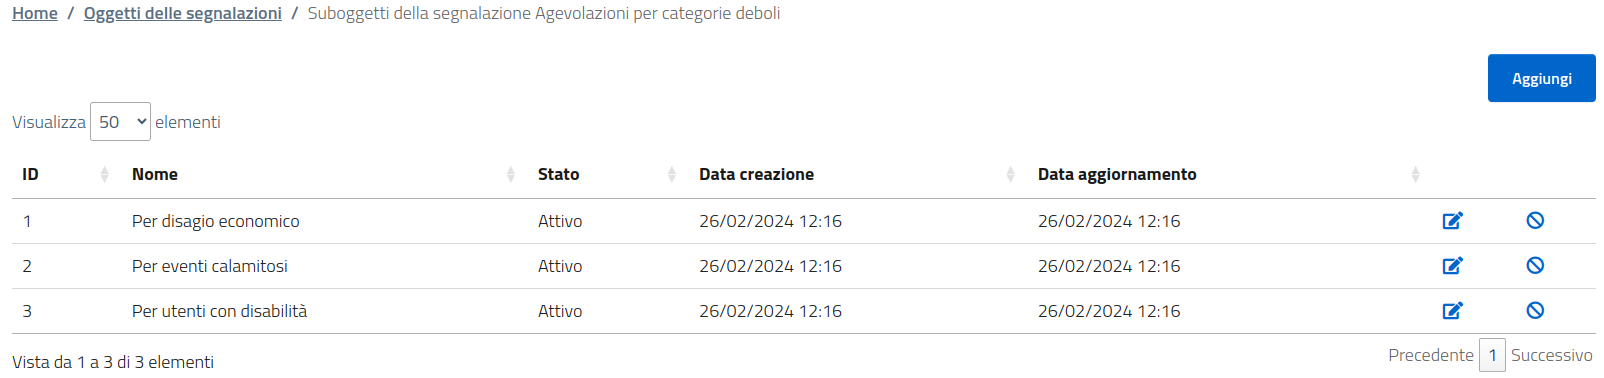 Home / Oggetti delle segnalazioni / Suboggetti della segnalazione Agevolazioni per categorie deboli
Aggiungi
Visualizza 50 elementi
ID Nome Stato Data creazione Data aggiornamento
1 Per disagio economico Attivo 26/02/2024 12:16 26/02/2024 12:16
2 Per eventi calamitosi Attivo 26/02/2024 12:16 26/02/2024 12:16
3 Per utenti con disabilità Attivo 26/02/2024 12:16 26/02/2024 12:16
Vista da 1 a 3 di 3 elementi
Precedente 1 Successivo